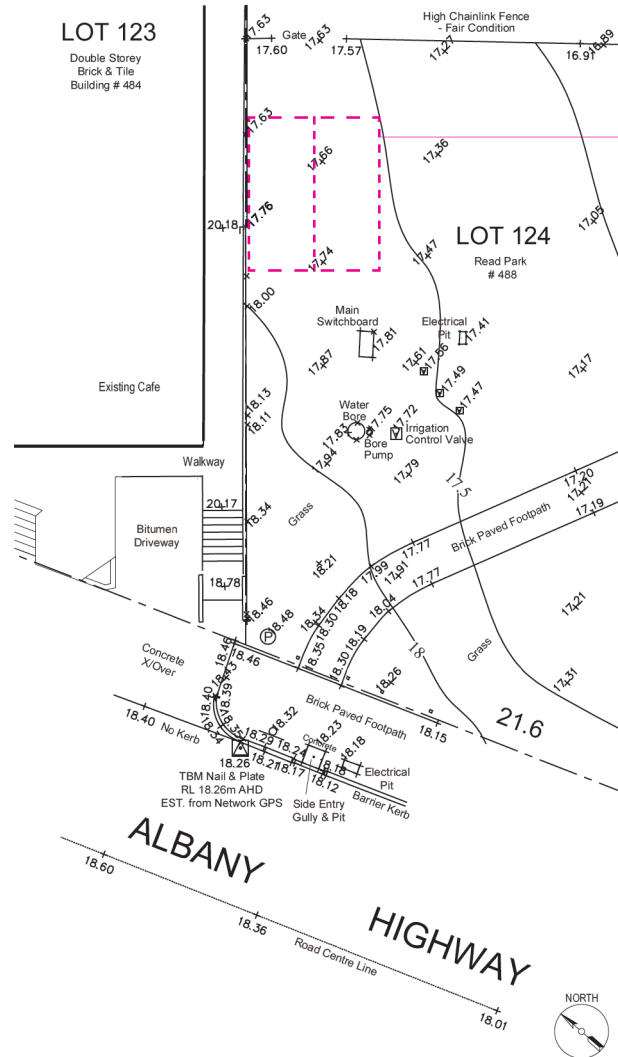 LOT 123
Double Storey
Brick & Tile
Building # 484
17.63
17.60
Gate
17.63
17.57
High Chainlink Fence
- Fair Condition
17.27
16.91
16.89
17.63
17.66
17.36
20.18
17.76
17.74
17.47
17.05
LOT 124
Read Park
# 488
18.00
Main
Switchboard
17.81
Electrical
Pit
17.41
17.87
17.61
17.56
17.49
17.47
17.17
Existing Cafe
18.13
18.11
Water
Bore
17.83
17.75
17.72
Bore
Pump
Irrigation
Control Valve
17.94
17.79
17.5
Walkway
20.17
18.34
Grass
Bitumen
Driveway
17.20
17.21
17.19
Brick Paved Footpath
17.77
17.99
17.91
17.77
18.21
18.78
18.46
18.48
P
18.34
18.30
18.18
18.04
18.35
18.30
18.19
17.21
18
Grass
17.31
18.46
18.46
18.43
18.39
18.40
18.34
Concrete
X/Over
18.26
Brick Paved Footpath
18.15
21.6
18.40
No Kerb
18.32
18.29
18.24
18.23
Concrete
18.18
18.26
18.21
18.17
18.18
18.12
Electrical
Pit
Barrier Kerb
TBM Nail & Plate
RL 18.26m AHD
EST. from Network GPS
Side Entry
Gully & Pit
ALBANY
HIGHWAY
18.60
18.36
Road Centre Line
18.01
NORTH